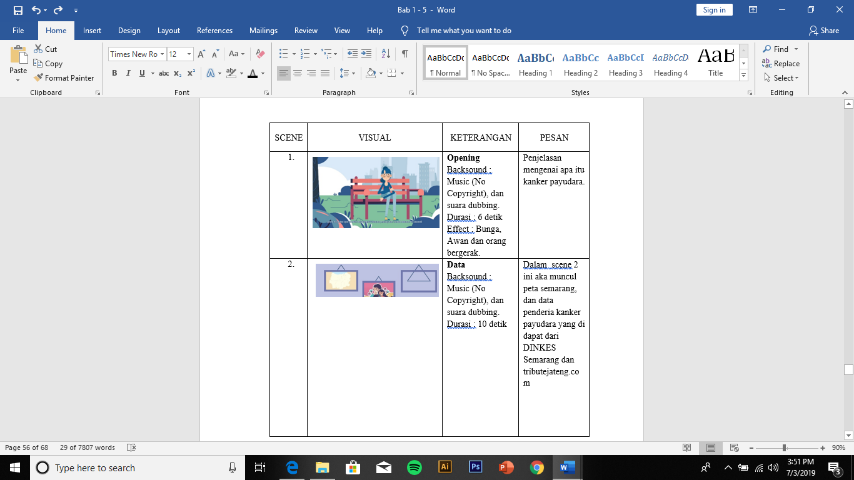 Bab 1 - 5 - Word
Sign in
File Home Insert Draw Design Layout References Mailings Review View Help Tell me what you want to do Share
Paste
Cut
Copy
Format Painter
Clipboard
Times New Ro 12
Font
Paragraph
AaBbCcDc AaBbCcDc AaBbC AaBbCc AaBbCcI AaBbCcD AaB
¶ Normal ¶ No Spac... Heading 1 Heading 2 Heading 3 Heading 4 Title
Styles
Find
Replace
Select
Editing
SCENE VISUAL KETERANGAN PESAN
1.
Opening
Backsound :
Music (No
Copyright), dan
suara dubbing.
Durasi : 6 detik
Effect : Bunga,
Awan dan orang
bergerak.
Penjelasan
mengenai apa itu
kanker payudara.
2.
Data
Backsound :
Music (No
Copyright), dan
suara dubbing.
Durasi : 10 detik
Dalam scene 2
ini aka muncul
peta semarang,
dan data
penderia kanker
payudara yang di
dapat dari
DINKES
Semarang dan
tributejateng.co
m
Page 56 of 68 29 of 7807 words
90%
Type here to search
3:51 PM
7/3/2019